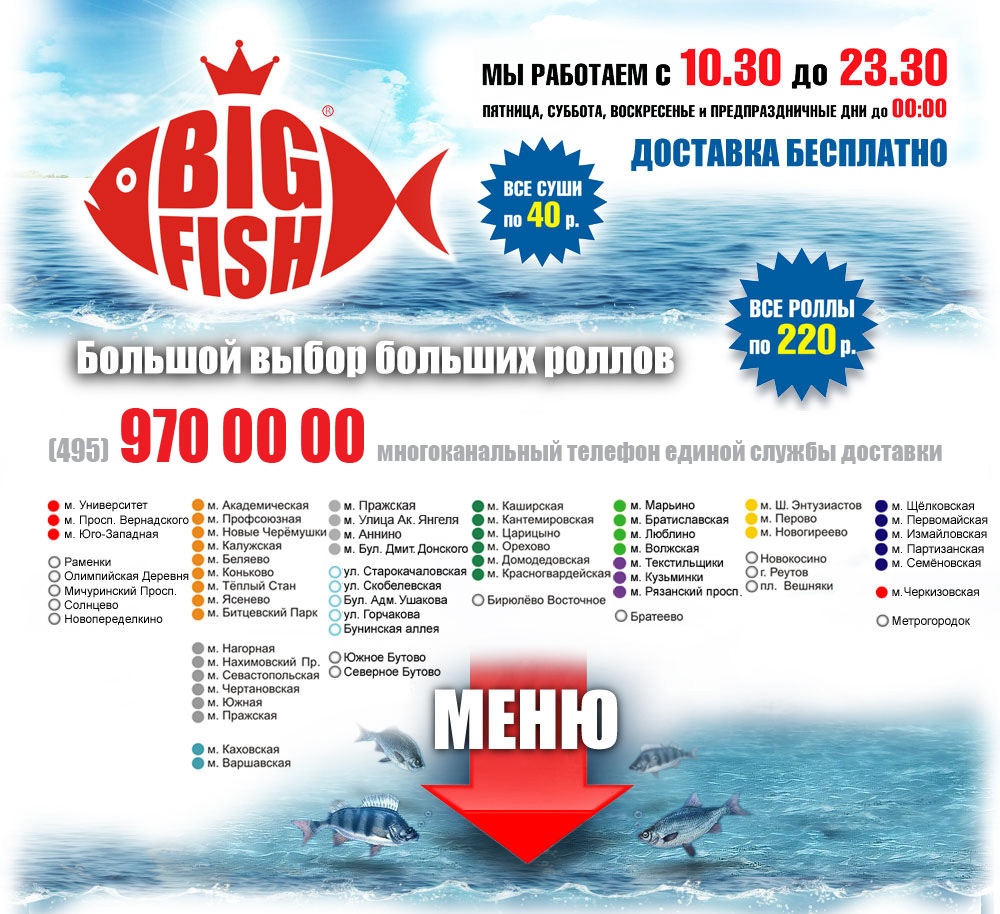 BIG
FISH
®
МЫ РАБОТАЕМ С 10.30 до 23.30
ПЯТНИЦА, СУББОТА, ВОСКРЕСЕНЬЕ и ПРЕДПРАЗДНИЧНЫЕ ДНИ до 00:00
ДОСТАВКА БЕСПЛАТНО
ВСЕ СУШИ
по 40 р.
ВСЕ РОЛЛЫ
по 220 р.
Большой выбор больших роллов
(495) 970 00 00 многоканальный телефон единой службы доставки
м. Университет
м. Просп. Вернадского
м. Юго-Западная
Раменки
Олимпийская Деревня
Мичуринский Просп.
Солнцево
Новопеределкино
м. Академическая
м. Профсоюзная
м. Новые Черёмушки
м. Калужская
м. Беляево
м. Коньково
м. Тёплый Стан
м. Ясенево
м. Битцевский Парк
м. Нагорная
м. Нахимовский Пр.
м. Севастопольская
м. Чертановская
м. Южная
м. Пражская
м. Каховская
м. Варшавская
м. Пражская
м. Улица Ак. Янгеля
м. Аннино
м. Бул. Дмит. Донского
ул. Старокачаловская
м. Скобелевская
Бул. Адм. Ушакова
ул. Горчакова
Бунинская аллея
Южное Бутово
Северное Бутово
м. Каширская
м. Кантемировская
м. Царицыно
м. Орехово
м. Домодедовская
м. Красногвардейская
Бирюлёво Восточное
м. Марьино
м. Братиславская
м. Люблино
м. Волжская
м. Текстильщики
м. Кузьминки
м. Рязанский просп.
Братеево
м. Ш. Энтузиастов
м. Перово
м. Новогиреево
Новокосино
г. Реутов
пл. Вешняки
м. Щёлковская
м. Первомайская
м. Измайловская
м. Партизанская
м. Семёновская
м. Черкизовская
Метрогородок
МЕНЮ